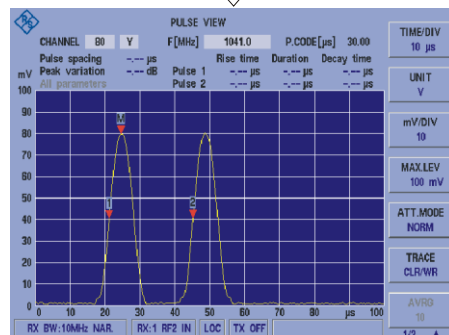 PULSE VIEW
CHANNEL 80 Y F[MHz] 1041.0 P.CODE[µs] 30.00
Pulse spacing -.-- µs Rise time Duration Decay time
Peak variation -.-- dB Pulse 1 -.-- µs -.-- µs -.-- µs
All parameters Pulse 2 -.-- µs -.-- µs -.-- µs
mV
100
90
80
70
60
50
40
30
20
10
0
M
1
2
0 10 20 30 40 50 60 70 80 µs 100
RX BW:10MHz NAR. RX:1 RF2 IN LOC TX OFF
TIME/DIV
10 µs
UNIT
V
mV/DIV
10
MAX.LEV
100 mV
ATT.MODE
NORM
TRACE
CLR/WR
AVRG
10
1/2